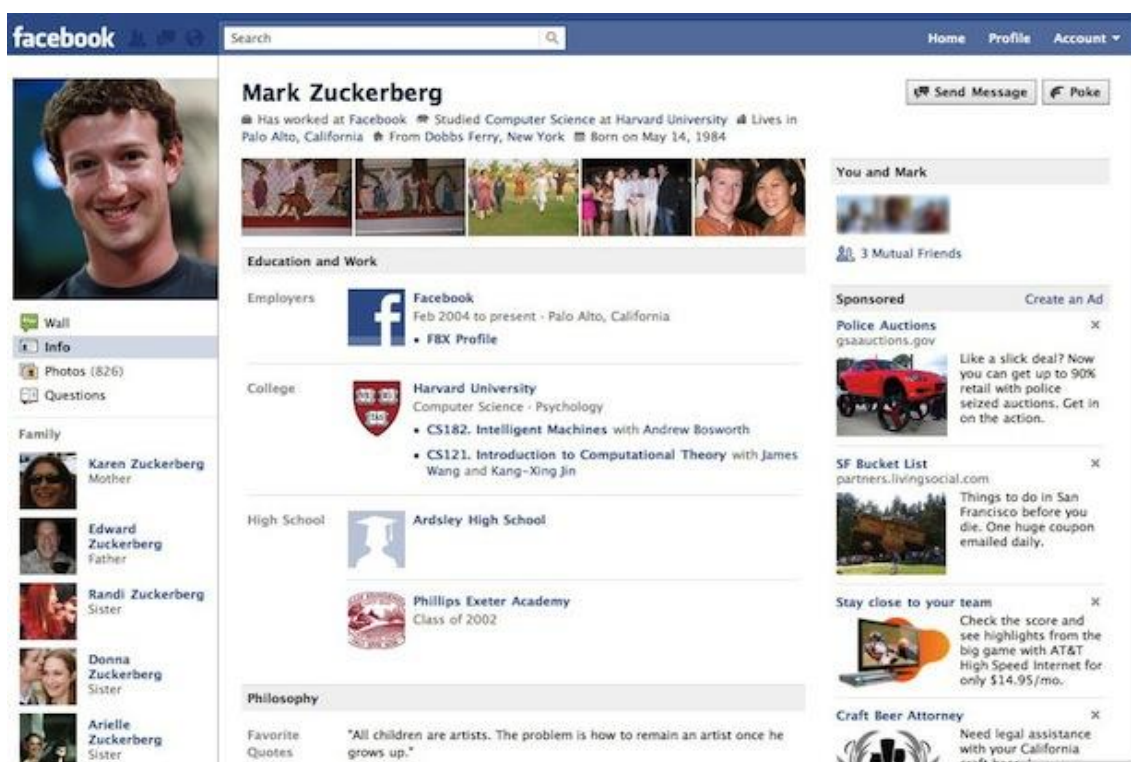 facebook
Search
Home Profile Account
Mark Zuckerberg
Has worked at Facebook Studied Computer Science at Harvard University Lives in
Palo Alto, California From Dobbs Ferry, New York Born on May 14, 1984
Send Message Poke
Wall
Info
Photos (826)
Questions
Family
Karen Zuckerberg
Mother
Edward
Zuckerberg
Father
Randi Zuckerberg
Sister
Donna
Zuckerberg
Sister
Arielle
Zuckerberg
Sister
Education and Work
Employers
Facebook
Feb 2004 to present · Palo Alto, California
• FBX Profile
College
Harvard University
Computer Science · Psychology
• CS182. Intelligent Machines with Andrew Bosworth
• CS121. Introduction to Computational Theory with James
Wang and Kang-Xing Jin
High School
Ardsley High School
Phillips Exeter Academy
Class of 2002
Philosophy
Favorite
Quotes
"All children are artists. The problem is how to remain an artist once he
grows up."
You and Mark
3 Mutual Friends
Sponsored Create an Ad
Police Auctions
gsaauctions.gov
Like a slick deal? Now
you can get up to 90%
retail with police
seized auctions. Get in
on the action.
SF Bucket List
partners.livingsocial.com
Things to do in San
Francisco before you
die. One huge coupon
emailed daily.
Stay close to your team
Check the score and
see highlights from the
big game with AT&T
High Speed Internet for
only $14.95/mo.
Craft Beer Attorney
Need legal assistance
with your California